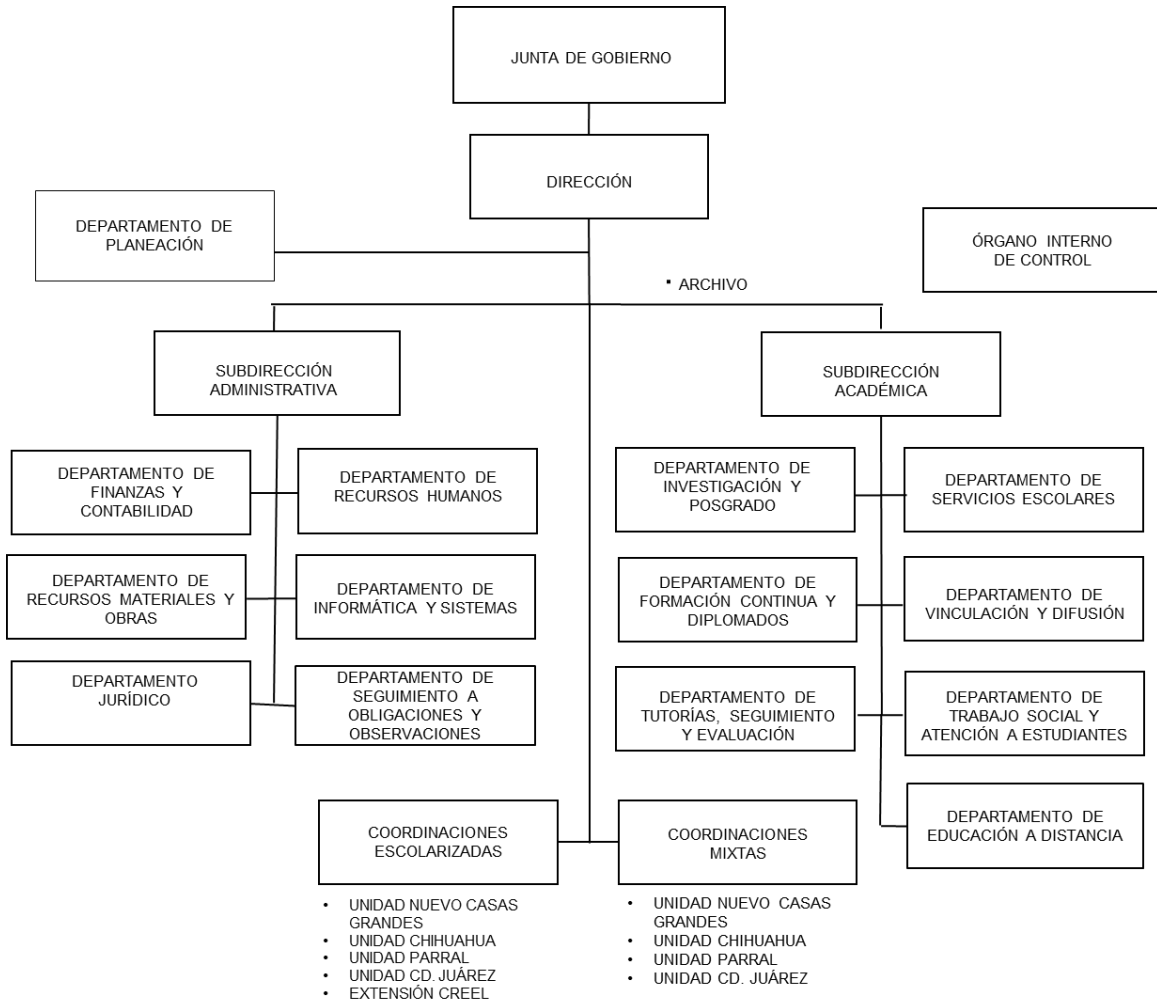 JUNTA DE GOBIERNO
DIRECCIÓN
DEPARTAMENTO DE
PLANEACIÓN
ÓRGANO INTERNO
DE CONTROL
▪ ARCHIVO
SUBDIRECCIÓN
ADMINISTRATIVA
SUBDIRECCIÓN
ACADÉMICA
DEPARTAMENTO DE
FINANZAS Y
CONTABILIDAD
DEPARTAMENTO DE
RECURSOS HUMANOS
DEPARTAMENTO DE
INVESTIGACIÓN Y
POSGRADO
DEPARTAMENTO DE
SERVICIOS ESCOLARES
DEPARTAMENTO DE
RECURSOS MATERIALES Y
OBRAS
DEPARTAMENTO DE
INFORMÁTICA Y SISTEMAS
DEPARTAMENTO DE
FORMACIÓN CONTINUA Y
DIPLOMADOS
DEPARTAMENTO DE
VINCULACIÓN Y DIFUSIÓN
DEPARTAMENTO
JURÍDICO
DEPARTAMENTO DE
SEGUIMIENTO A
OBLIGACIONES Y
OBSERVACIONES
DEPARTAMENTO DE
TUTORÍAS, SEGUIMIENTO
Y EVALUACIÓN
DEPARTAMENTO DE
TRABAJO SOCIAL Y
ATENCIÓN A ESTUDIANTES
DEPARTAMENTO DE
EDUCACIÓN A DISTANCIA
COORDINACIONES
ESCOLARIZADAS
• UNIDAD NUEVO CASAS
GRANDES
• UNIDAD CHIHUAHUA
• UNIDAD PARRAL
• UNIDAD CD. JUÁREZ
• EXTENSIÓN CREEL
COORDINACIONES
MIXTAS
• UNIDAD NUEVO CASAS
GRANDES
• UNIDAD CHIHUAHUA
• UNIDAD PARRAL
• UNIDAD CD. JUÁREZ